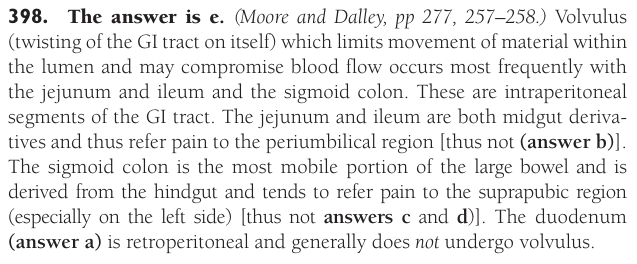 398. The answer is e. (Moore and Dalley, pp 277, 257–258.) Volvulus
(twisting of the GI tract on itself) which limits movement of material within
the lumen and may compromise blood flow occurs most frequently with
the jejunum and ileum and the sigmoid colon. These are intraperitoneal
segments of the GI tract. The jejunum and ileum are both midgut deriva-
tives and thus refer pain to the periumbilical region [thus not (answer b)].
The sigmoid colon is the most mobile portion of the large bowel and is
derived from the hindgut and tends to refer pain to the suprapubic region
(especially on the left side) [thus not answers c and d)]. The duodenum
(answer a) is retroperitoneal and generally does not undergo volvulus.